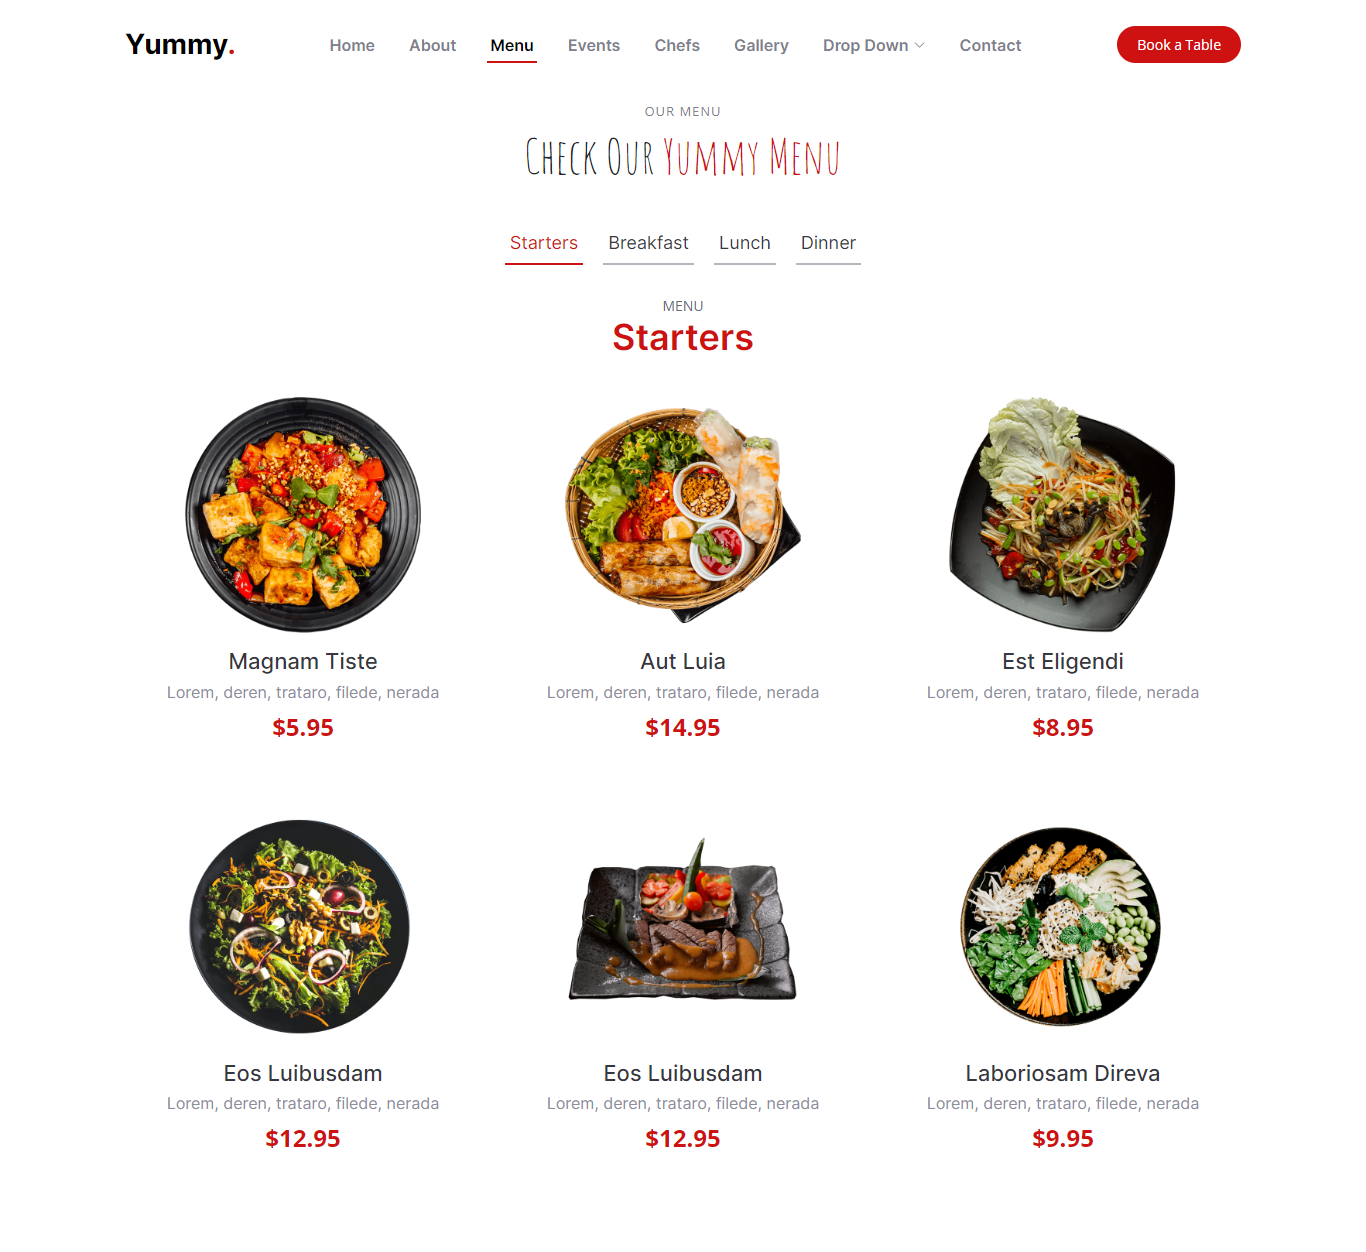 Yummy. Home About Menu Events Chefs Gallery Drop Down Contact Book a Table
OUR MENU
Check Our Yummy Menu
Starters Breakfast Lunch Dinner
MENU
Starters
Magnam Tiste Aut Luia Est Eligendi
Lorem, deren, trataro, filede, nerada Lorem, deren, trataro, filede, nerada Lorem, deren, trataro, filede, nerada
$5.95 $14.95 $8.95
Eos Luibusdam Eos Luibusdam Laboriosam Direva
Lorem, deren, trataro, filede, nerada Lorem, deren, trataro, filede, nerada Lorem, deren, trataro, filede, nerada
$12.95 $12.95 $9.95